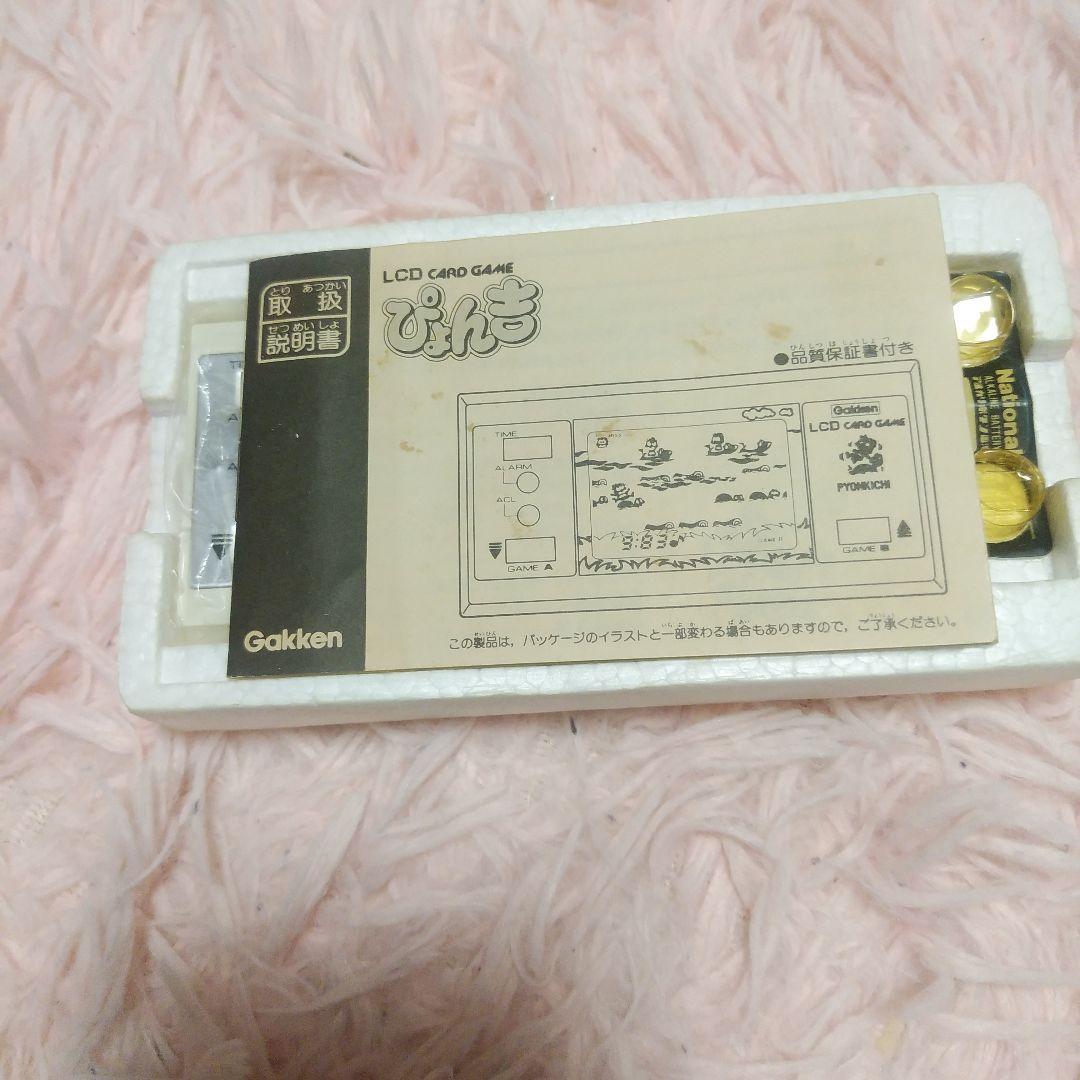 とり あつかい
取 扱
せつ めい しょ
説明書
Gakken
LCD CARD GAME
ぴょん吉
ひんしつ ほ しょうしょ つ
●品質保証書付き
TIME
ALARM
ACL
GAME A
9:83
Gakken
LCD CARD GAME
PYONKICHI
GAME B
せいひん いちぶ か ばあい りょうしょう
この製品は，パッケージのイラストと一部変わる場合もありますので，ご了承ください。
National
ALKALINE BATTERY